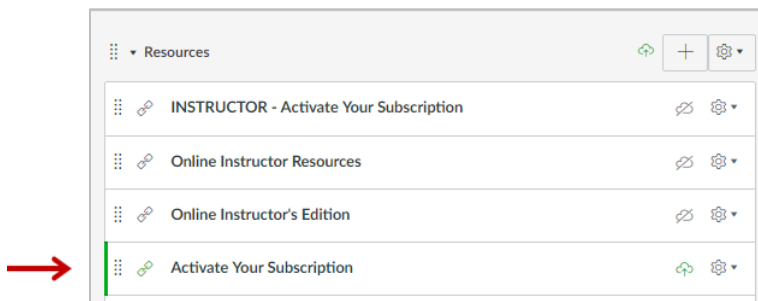 Resources
INSTRUCTOR - Activate Your Subscription
Online Instructor Resources
Online Instructor's Edition
Activate Your Subscription